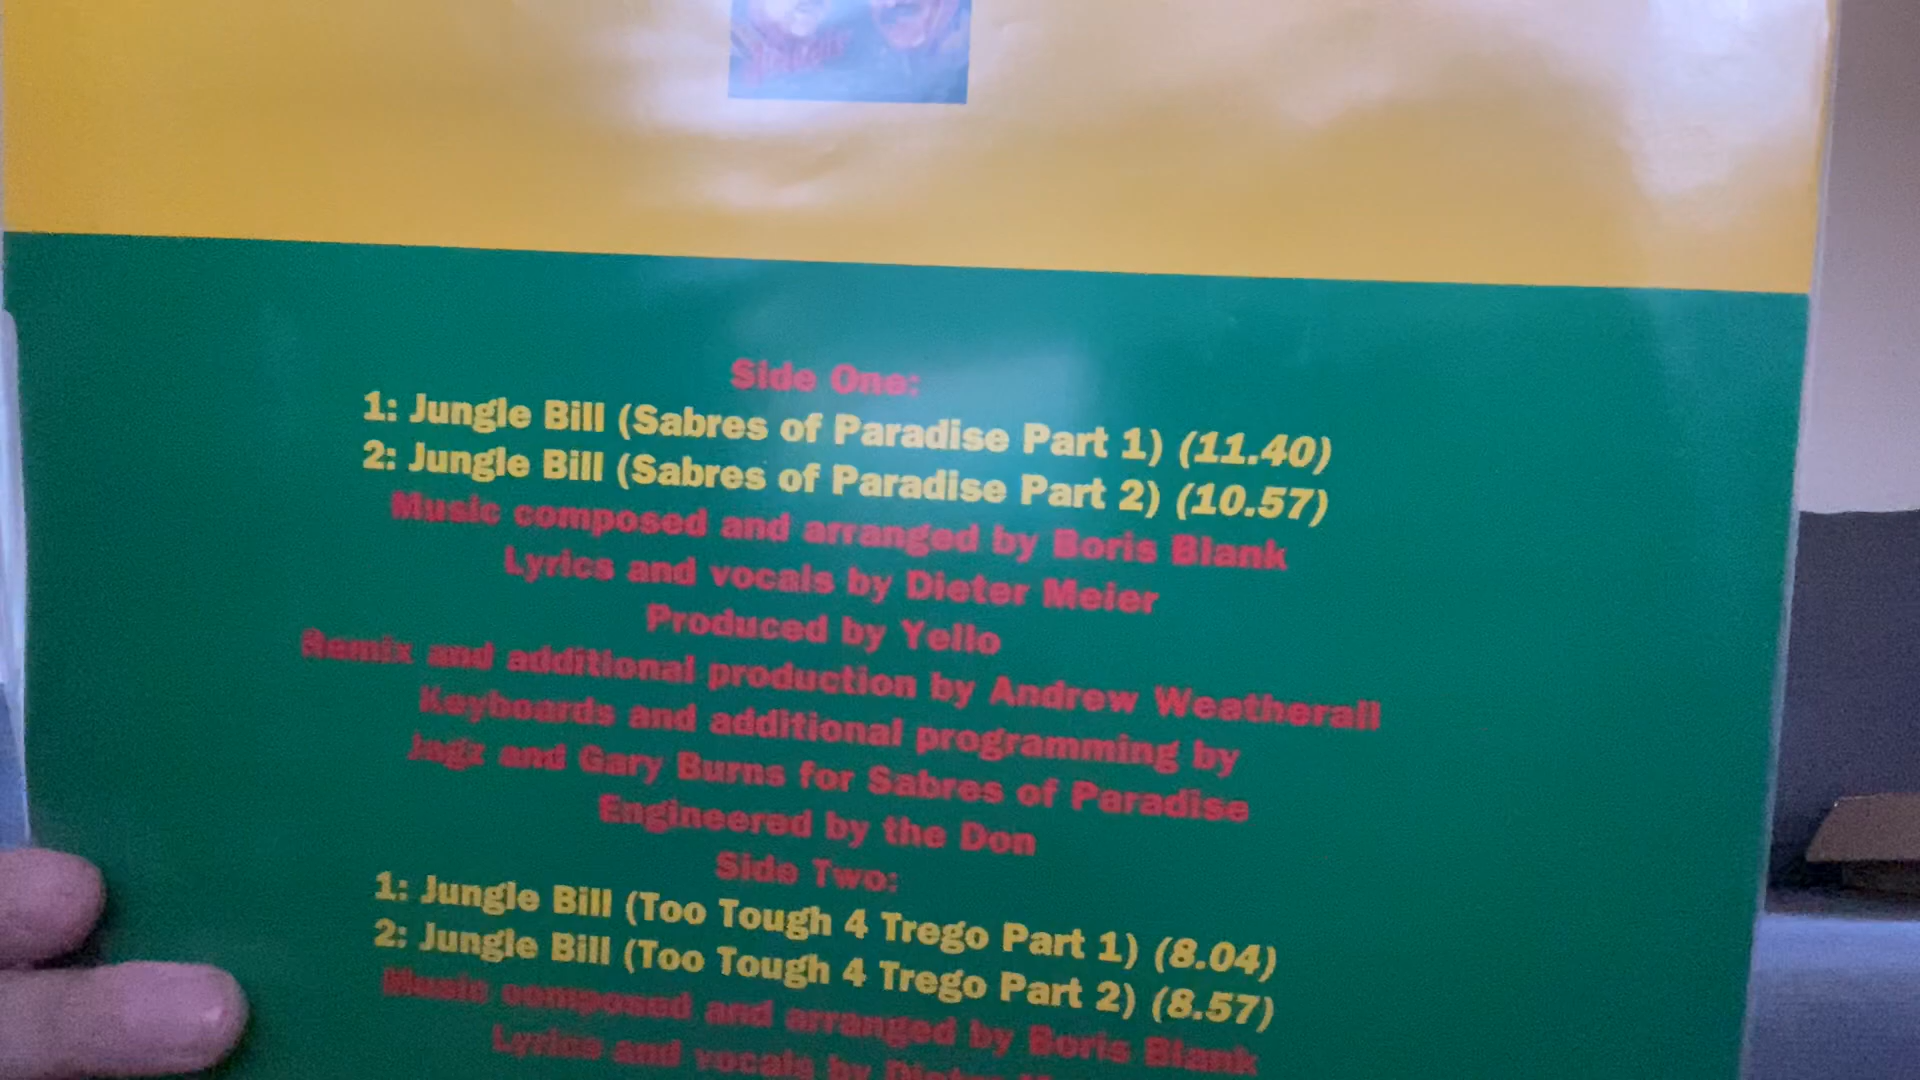 Side One:
1: Jungle Bill (Sabres of Paradise Part 1) (11.40)
2: Jungle Bill (Sabres of Paradise Part 2) (10.57)
Music composed and arranged by Boris Blank
Lyrics and vocals by Dieter Meier
Produced by Yello
Remix and additional production by Andrew Weatherall
Keyboards and additional programming by
Jagz and Gary Burns for Sabres of Paradise
Engineered by the Don
Side Two:
1: Jungle Bill (Too Tough 4 Trego Part 1) (8.04)
2: Jungle Bill (Too Tough 4 Trego Part 2) (8.57)
Music composed and arranged by Boris Blank
Lyrics and vocals by Dieter